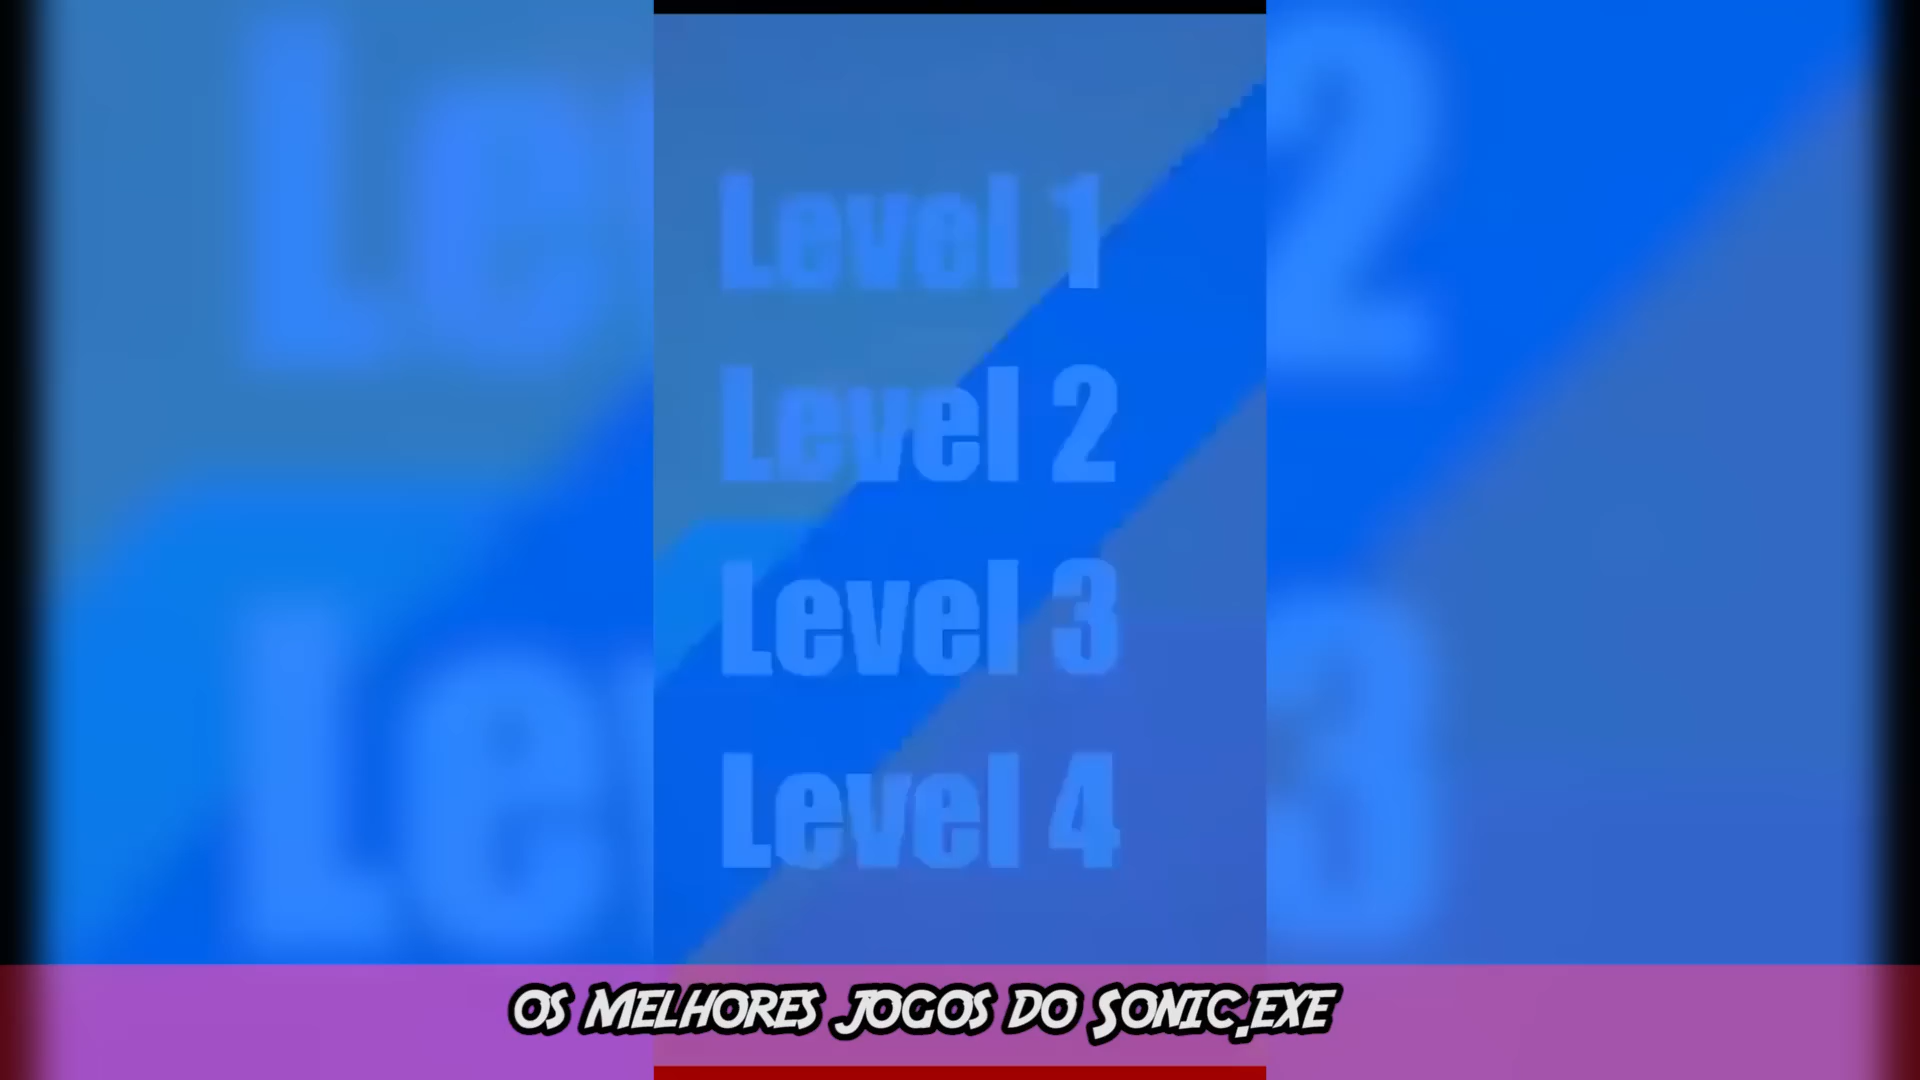 Level 1
Level 2
Level 3
Level 4
OS MELHORES JOGOS DO SONIC.EXE